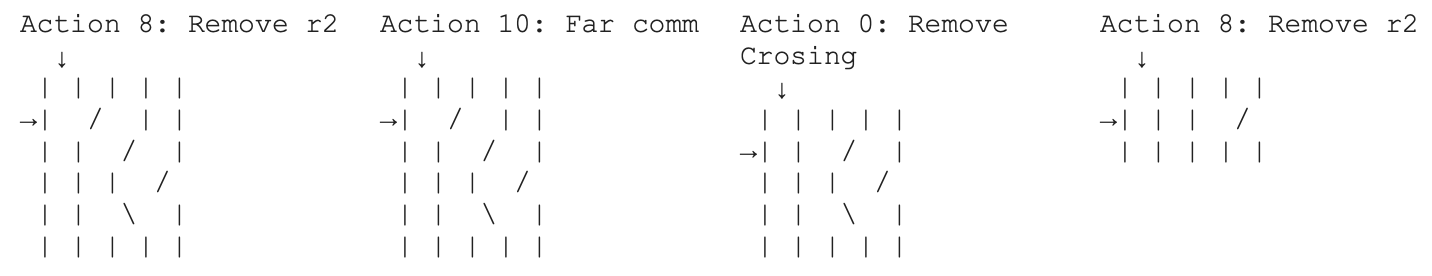 Action 8: Remove r2
↓
| | | | |
→| / | |
| | / |
| | | /
| | \ |
| | | | |
Action 10: Far comm
↓
| | | | |
→| / | |
| | / |
| | | /
| | \ |
| | | | |
Action 0: Remove
Crosing
↓
| | | | |
→| | / |
| | | /
| | \ |
| | | | |
Action 8: Remove r2
↓
| | | | |
→| | | /
| | | | |